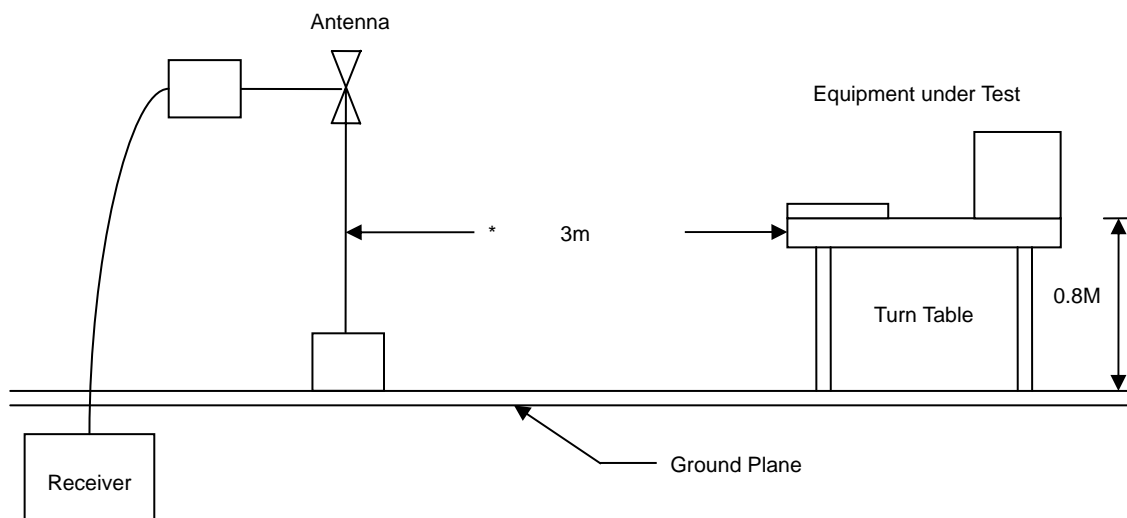 Antenna
Equipment under Test
* 3m
0.8M
Turn Table
Ground Plane
Receiver